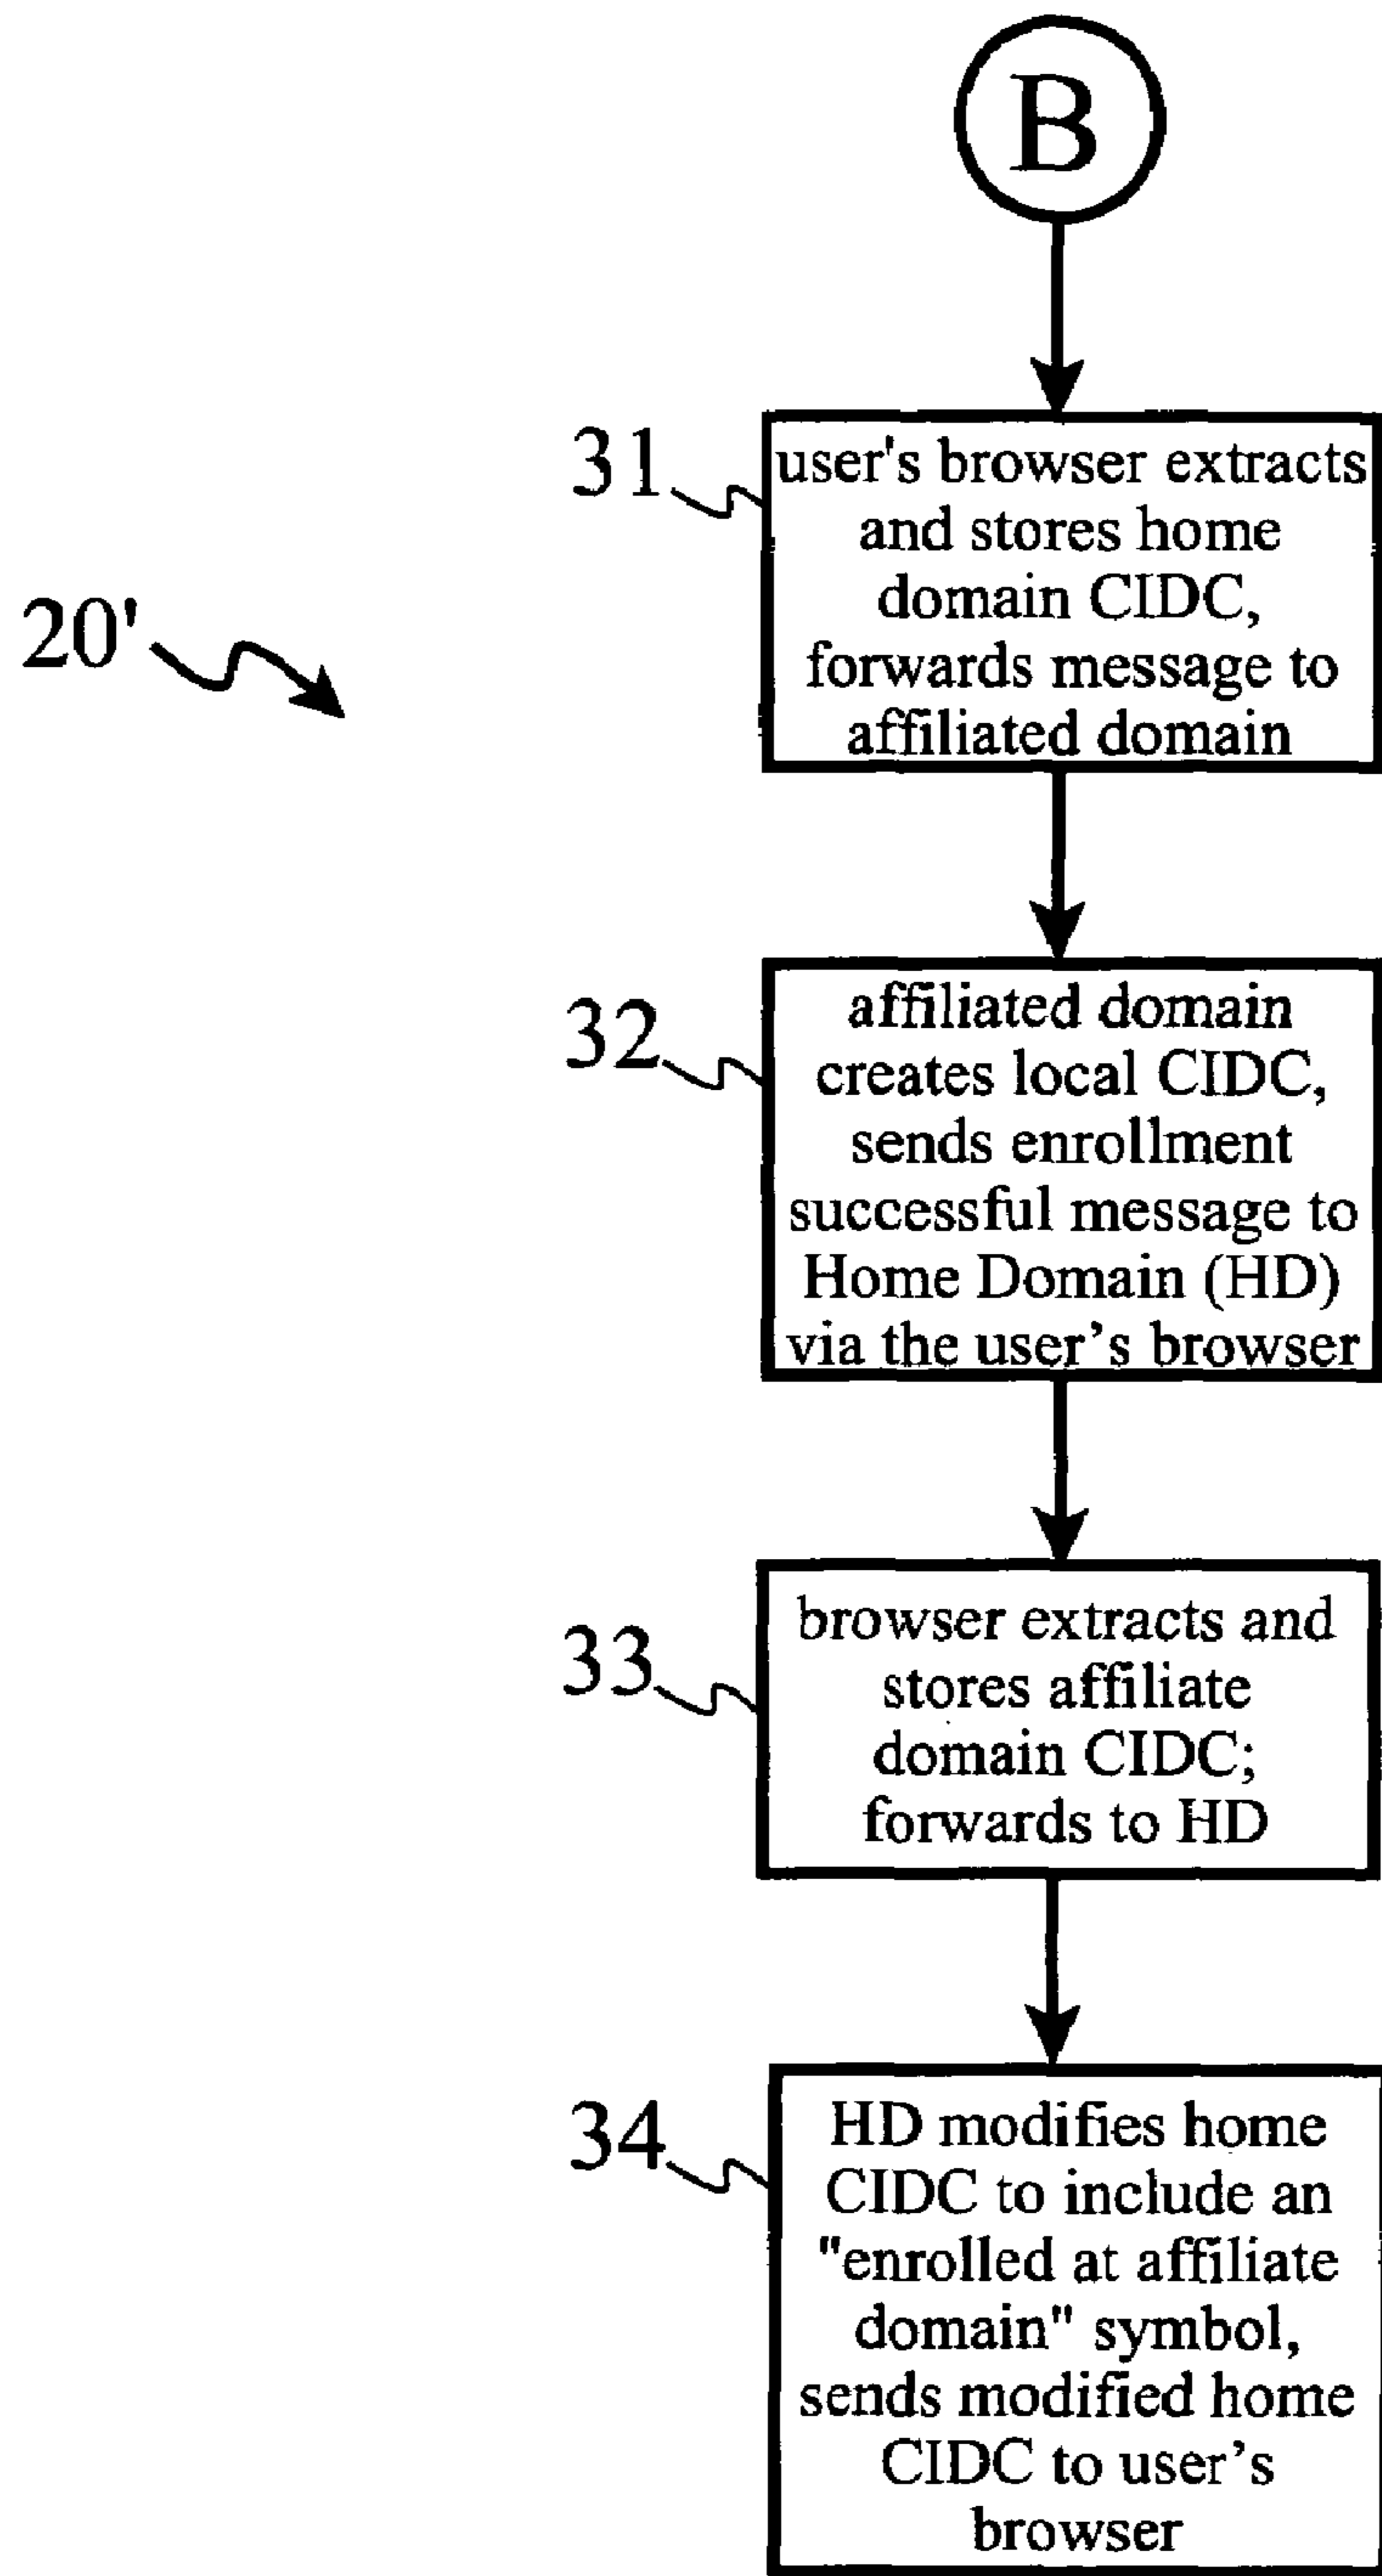 B
31
user's browser extracts
and stores home
domain CIDC,
forwards message to
affiliated domain
20'
32
affiliated domain
creates local CIDC,
sends enrollment
successful message to
Home Domain (HD)
via the user’s browser
33
browser extracts and
stores affiliate
domain CIDC;
forwards to HD
34
HD modifies home
CIDC to include an
"enrolled at affiliate
domain" symbol,
sends modified home
CIDC to user’s
browser